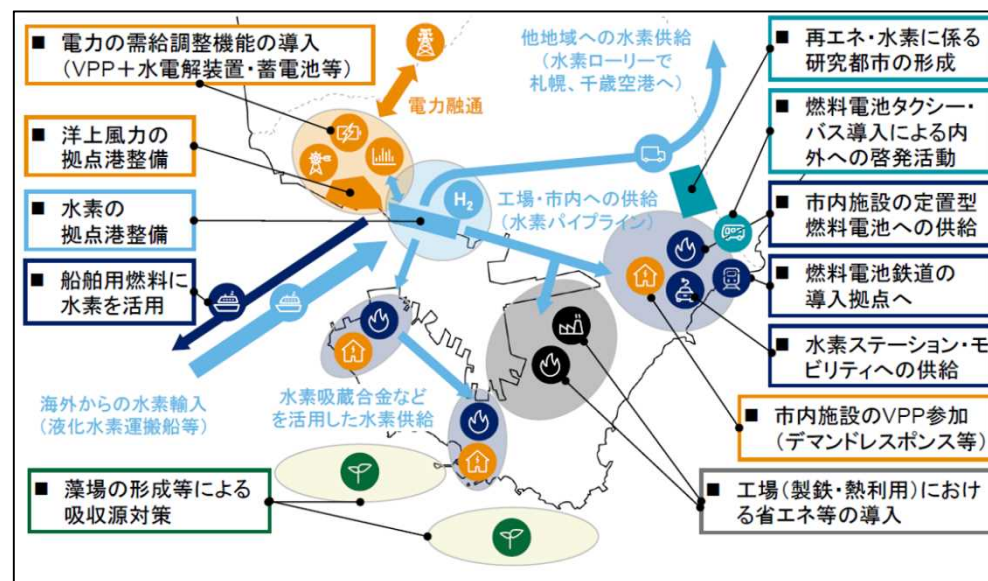 ■ 電力の需給調整機能の導入
（VPP＋水電解装置・蓄電池等）
■ 洋上風力の
拠点港整備
■ 水素の
拠点港整備
■ 船舶用燃料に
水素を活用
海外からの水素輸入
（液化水素運搬船等）
■ 藻場の形成等による
吸収源対策
電力融通
他地域への水素供給
（水素ローリーで
札幌、千歳空港へ）
H₂
工場・市内への供給
（水素パイプライン）
水素吸蔵合金など
を活用した水素供給
■ 再エネ・水素に係る
研究都市の形成
■ 燃料電池タクシー・
バス導入による内
外への啓発活動
■ 市内施設の定置型
燃料電池への供給
■ 燃料電池鉄道の
導入拠点へ
■ 水素ステーション・モ
ビリティへの供給
■ 市内施設のVPP参加
（デマンドレスポンス等）
■ 工場（製鉄・熱利用）におけ
る省エネ等の導入